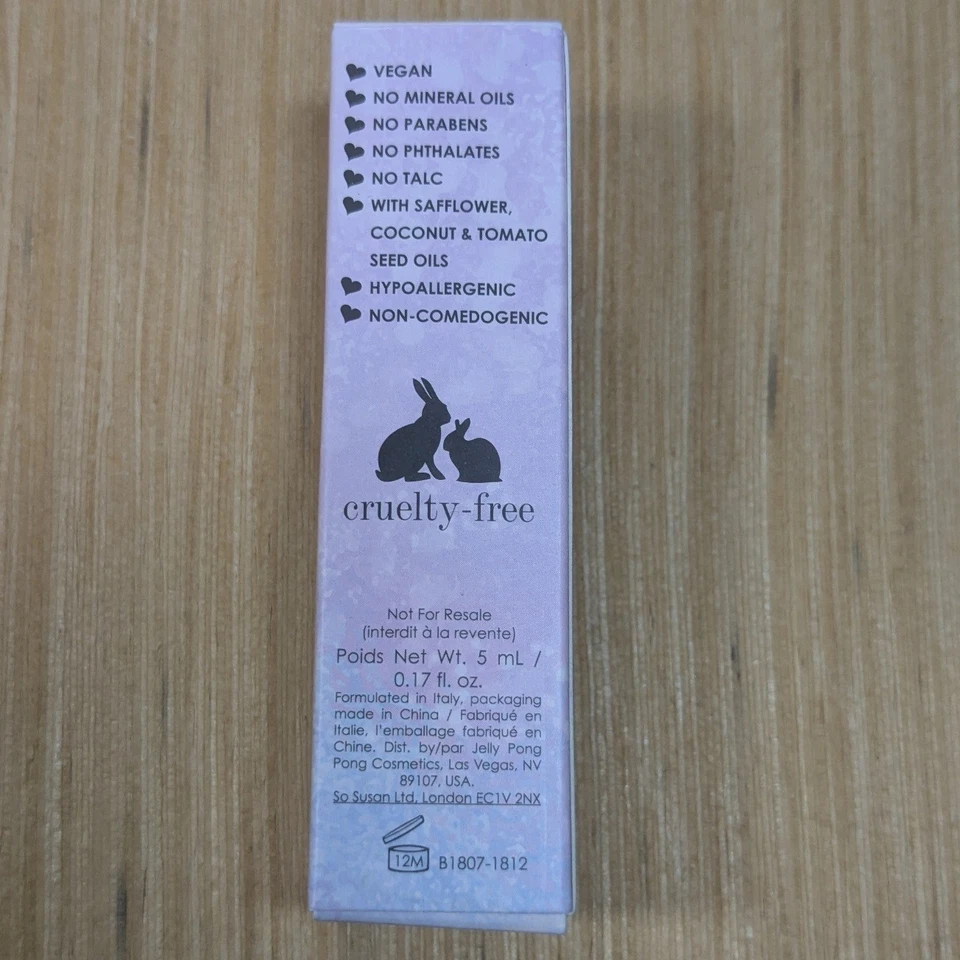 VEGAN
NO MINERAL OILS
NO PARABENS
NO PHTHALATES
NO TALC
WITH SAFFLOWER,
COCONUT & TOMATO
SEED OILS
HYPOALLERGENIC
NON-COMEDOGENIC
cruelty-free
Not For Resale
(interdit à la revente)
Poids Net Wt. 5 mL /
0.17 fl. oz.
Formulated in Italy, packaging
made in China / Fabriqué en
Italie, l'emballage fabriqué en
Chine. Dist. by/par Jelly Pong
Pong Cosmetics, Las Vegas, NV
89107, USA.
So Susan Ltd, London EC1V 2NX
12M B1807-1812